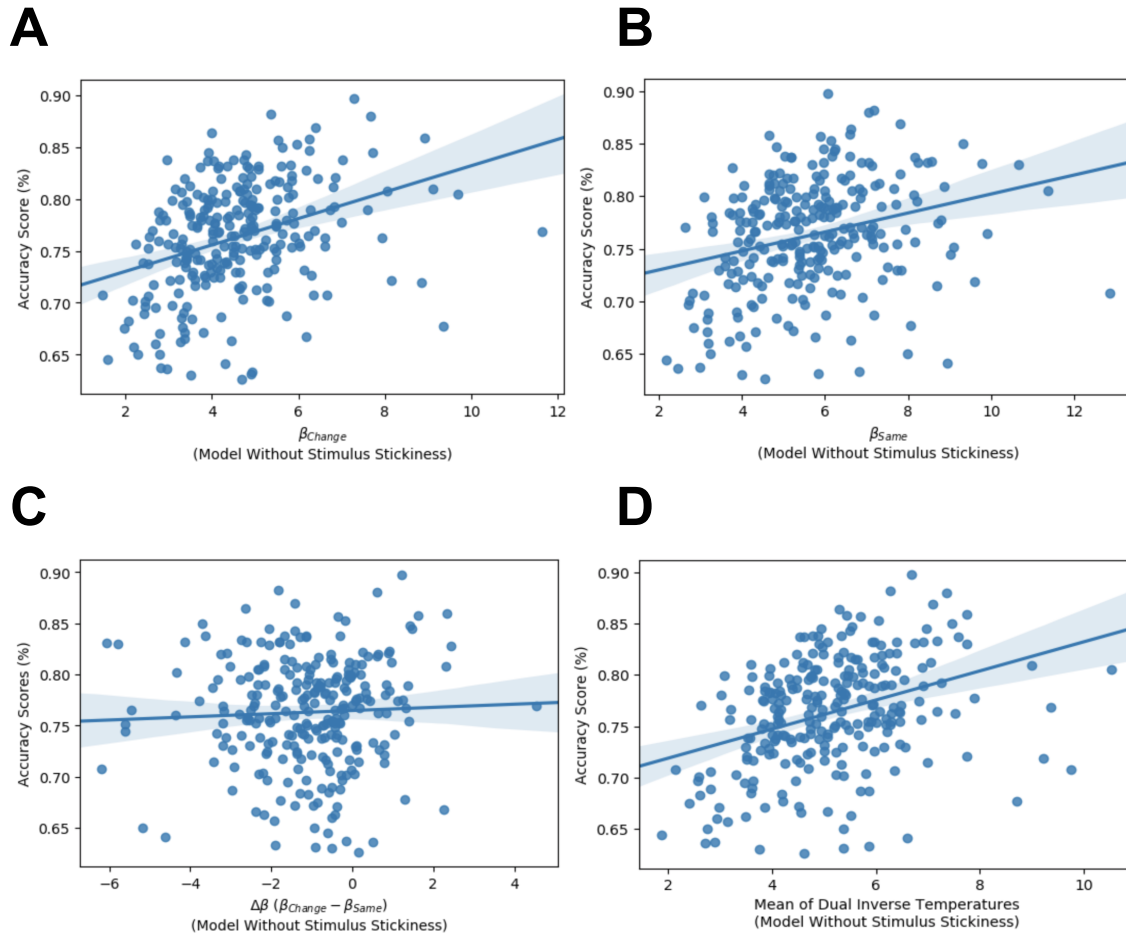 A
B
0.90
0.85
0.80
0.75
0.70
0.65
Accuracy Score (%)
2 4 6 8 10 12
βChange
(Model Without Stimulus Stickiness)
0.90
0.85
0.80
0.75
0.70
0.65
Accuracy Score (%)
2 4 6 8 10 12
βSame
(Model Without Stimulus Stickiness)
C
D
0.90
0.85
0.80
0.75
0.70
0.65
Accuracy Scores (%)
−6 −4 −2 0 2 4
Δβ (βChange − βSame)
(Model Without Stimulus Stickiness)
0.90
0.85
0.80
0.75
0.70
0.65
Accuracy Score (%)
2 4 6 8 10
Mean of Dual Inverse Temperatures
(Model Without Stimulus Stickiness)